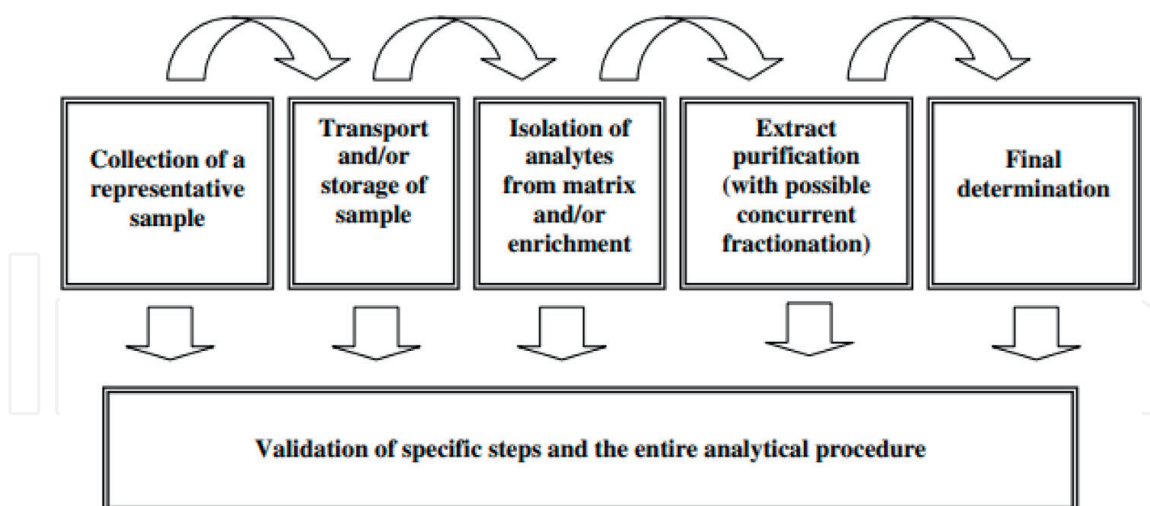 Collection of a
representative
sample
Transport
and/or
storage of
sample
Isolation of
analytes
from matrix
and/or
enrichment
Extract
purification
(with possible
concurrent
fractionation)
Final
determination
Validation of specific steps and the entire analytical procedure